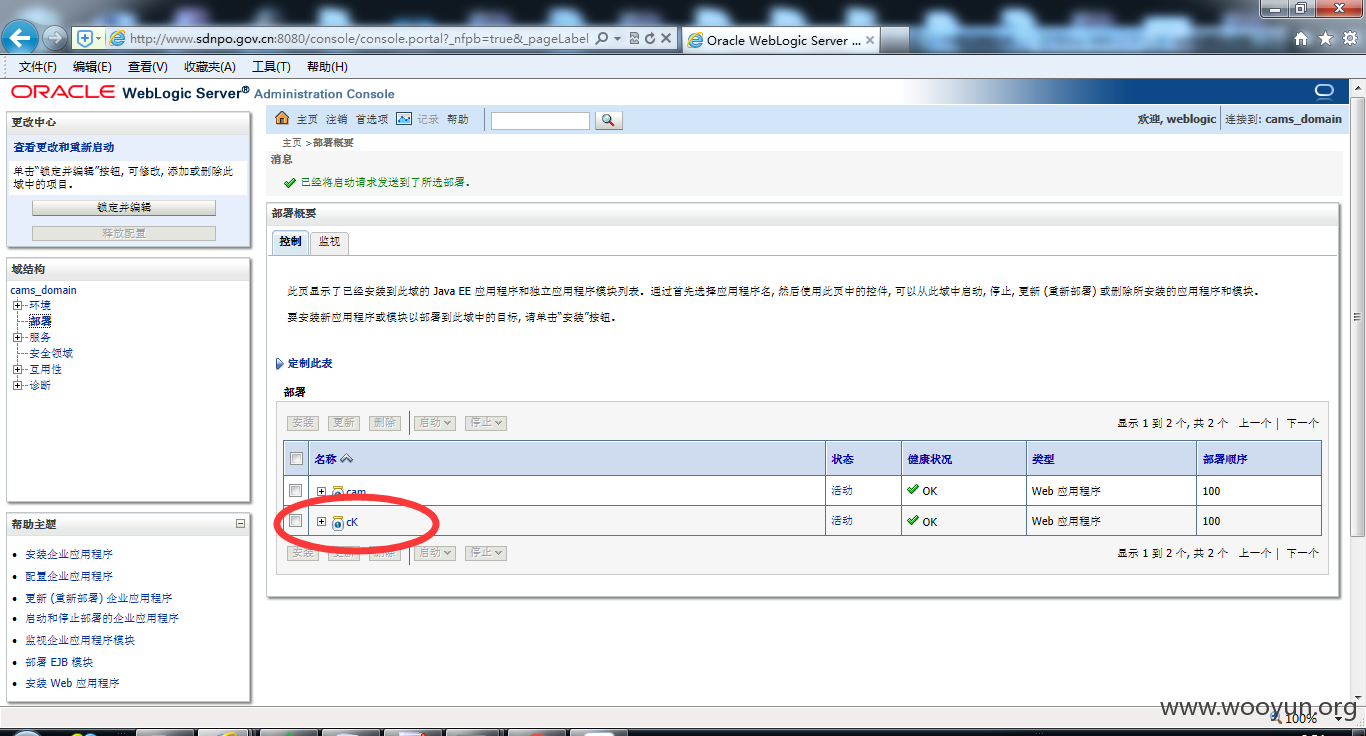 http://www.sdnpo.gov.cn:8080/console/console.portal?_nfpb=true&_pageLabel
Oracle WebLogic Server ...
文件(F) 编辑(E) 查看(V) 收藏夹(A) 工具(T) 帮助(H)
ORACLE WebLogic Server® Administration Console
更改中心
查看更改和重新启动
单击“锁定并编辑”按钮, 可修改, 添加或删除此
域中的项目.
锁定并编辑
释放配置
域结构
cams_domain
环境
部署
服务
安全领域
互用性
诊断
帮助主题
安装企业应用程序
配置企业应用程序
更新 (重新部署) 企业应用程序
启动和停止部署的企业应用程序
监视企业应用程序模块
部署 EJB 模块
安装 Web 应用程序
主页 注销 首选项 记录 帮助
欢迎, weblogic 连接到: cams_domain
主页 >部署概要
消息
已经将启动请求发送到了所选部署.
部署概要
控制 监视
此页显示了已经安装到此域的 Java EE 应用程序和独立应用程序模块列表. 通过首先选择应用程序名, 然后使用此页中的控件, 可以从此域中启动, 停止, 更新 (重新部署) 或删除所安装的应用程序和模块.
要安装新应用程序或模块以部署到此域中的目标, 请单击“安装”按钮.
定制此表
部署
安装 更新 删除 启动 停止 显示 1 到 2 个, 共 2 个 上一个 | 下一个
名称 状态 健康状况 类型 部署顺序
cam 活动 OK Web 应用程序 100
cK 活动 OK Web 应用程序 100
安装 更新 删除 启动 停止 显示 1 到 2 个, 共 2 个 上一个 | 下一个
www.wooyun.org
100%